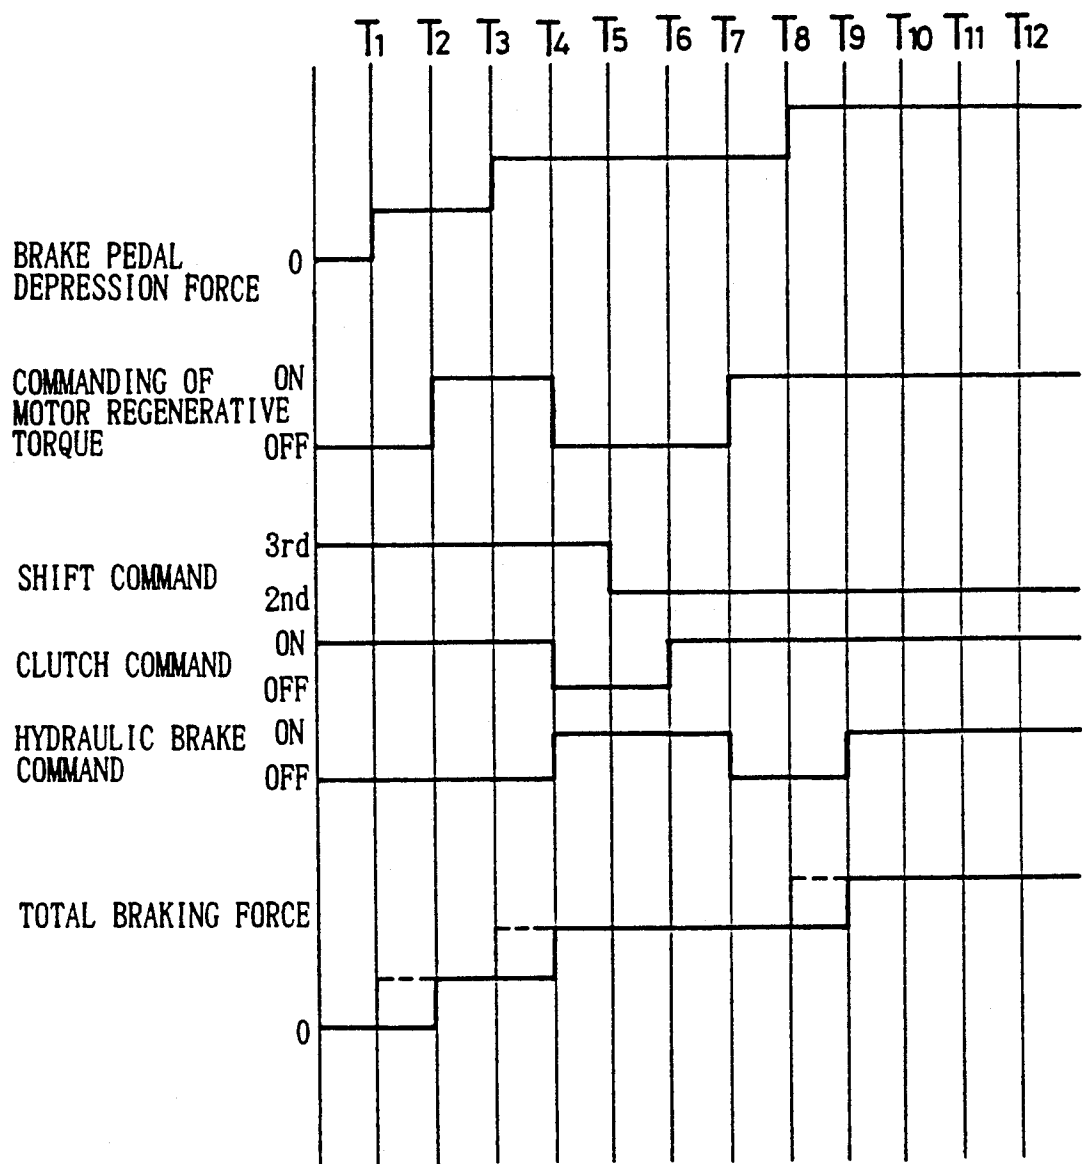 T1 T2 T3 T4 T5 T6 T7 T8 T9 T10 T11 T12
BRAKE PEDAL 0
DEPRESSION FORCE
COMMANDING OF ON
MOTOR REGENERATIVE
TORQUE OFF
3rd
SHIFT COMMAND
2nd
ON
CLUTCH COMMAND
OFF
HYDRAULIC BRAKE ON
COMMAND OFF
TOTAL BRAKING FORCE
0